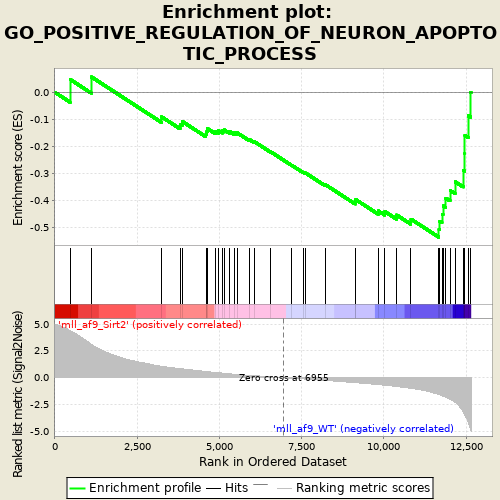 Enrichment plot:
GO_POSITIVE_REGULATION_OF_NEURON_APOPTO
TIC_PROCESS
Enrichment score (ES)
0.0
-0.1
-0.2
-0.3
-0.4
-0.5
Ranked list metric (Signal2Noise)
5.0
2.5
0.0
-2.5
-5.0
'mll_af9_Sirt2' (positively correlated)
Zero cross at 6955
'mll_af9_WT' (negatively correlated)
0
2,500
5,000
7,500
10,000
12,500
Rank in Ordered Dataset
Enrichment profile
Hits
Ranking metric scores